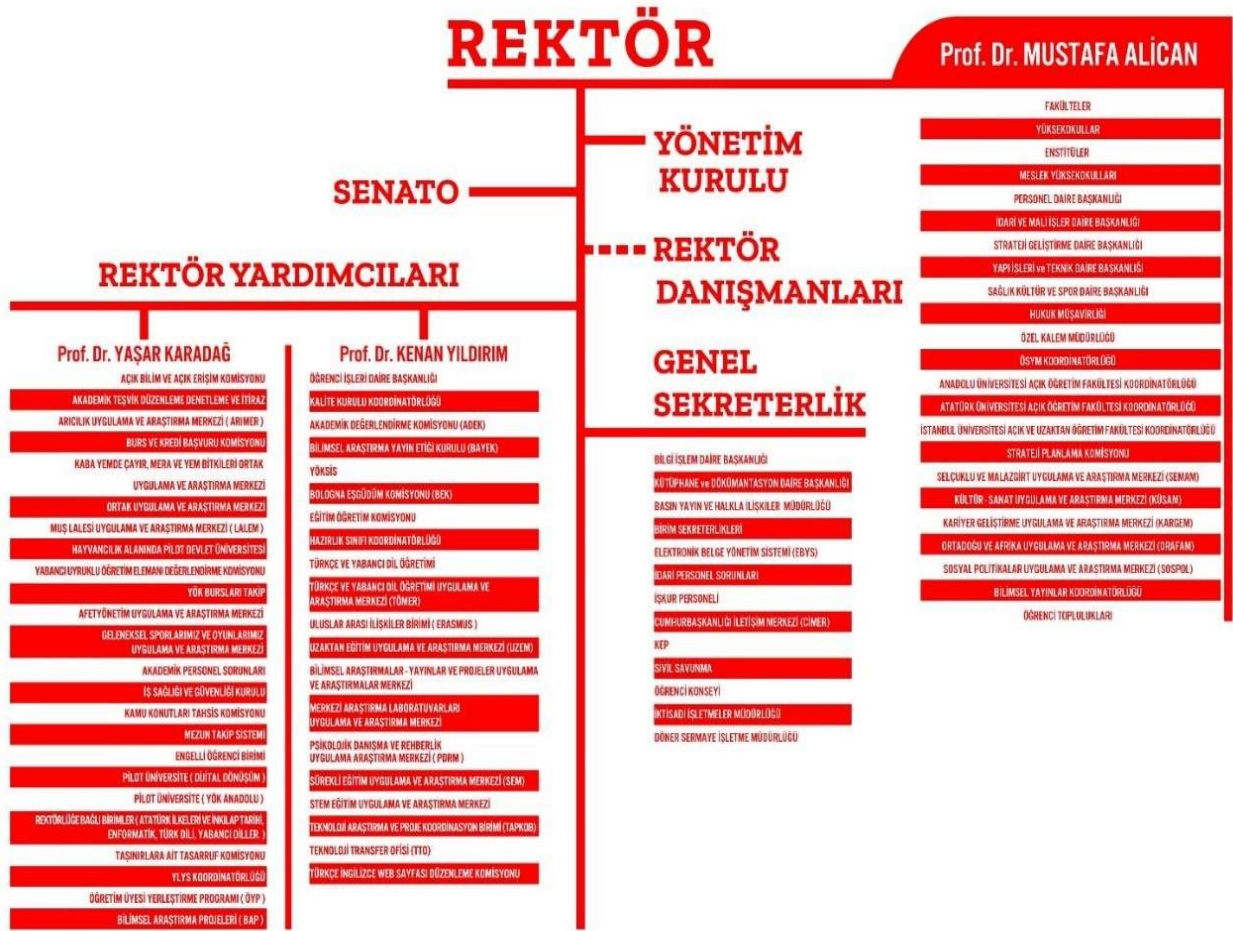 REKTÖR
Prof. Dr. MUSTAFA ALİCAN
FAKÜLTELER
YÜKSEKOKULLAR
ENSTİTÜLER
MESLEK YÜKSEKOKULLARI
PERSONEL DAİRE BAŞKANLIĞI
İDARİ VE MALİ İŞLER DAİRE BAŞKANLIĞI
STRATEJİ GELİŞTİRME DAİRE BAŞKANLIĞI
YAPI İŞLERİ ve TEKNİK DAİRE BAŞKANLIĞI
SAĞLIK KÜLTÜR VE SPOR DAİRE BAŞKANLIĞI
HUKUK MÜŞAVİRLİĞİ
ÖZEL KALEM MÜDÜRLÜĞÜ
ÖSYM KOORDİNATÖRLÜĞÜ
ANADOLU ÜNİVERSİTESİ AÇIK ÖĞRETİM FAKÜLTESİ KOORDİNATÖRLÜĞÜ
ATATÜRK ÜNİVERSİTESİ AÇIK ÖĞRETİM FAKÜLTESİ KOORDİNATÖRLÜĞÜ
İSTANBUL ÜNİVERSİTESİ AÇIK VE UZAKTAN ÖĞRETİM FAKÜLTESİ KOORDİNATÖRLÜĞÜ
STRATEJİ PLANLAMA KOMİSYONU
SELÇUKLU VE MALAZGİRT UYGULAMA VE ARAŞTIRMA MERKEZİ (SEMAM)
KÜLTÜR - SANAT UYGULAMA VE ARAŞTIRMA MERKEZİ (KÜSAM)
KARİYER GELİŞTİRME UYGULAMA VE ARAŞTIRMA MERKEZİ (KARGEM)
ORTADOĞU VE AFRİKA UYGULAMA VE ARAŞTIRMA MERKEZİ (ORAFAM)
SOSYAL POLİTİKALAR UYGULAMA VE ARAŞTIRMA MERKEZİ (SOSPOL)
BİLİMSEL YAYINLAR KOORDİNATÖRLÜĞÜ
ÖĞRENCİ TOPLULUKLARI
YÖNETİM
KURULU
SENATO
REKTÖR
DANIŞMANLARI
REKTÖR YARDIMCILARI
Prof. Dr. YAŞAR KARADAĞ
AÇIK BİLİM VE AÇIK ERİŞİM KOMİSYONU
AKADEMİK TEŞVİK DÜZENLEME DENETLEME VE İTİRAZ
ARICILIK UYGULAMA VE ARAŞTIRMA MERKEZİ ( ARIMER )
BURS VE KREDİ BAŞVURU KOMİSYONU
KABA YEMDE ÇAYIR, MERA VE YEM BİTKİLERİ ORTAK
UYGULAMA VE ARAŞTIRMA MERKEZİ
ORTAK UYGULAMA VE ARAŞTIRMA MERKEZİ
MUŞ LALESİ UYGULAMA VE ARAŞTIRMA MERKEZİ ( LALEM )
HAYVANCILIK ALANINDA PİLOT DEVLET ÜNİVERSİTESİ
YABANCI UYRUKLU ÖĞRETİM ELEMANI DEĞERLENDİRME KOMİSYONU
YÖK BURSLARI TAKİP
AFETYÖNETİM UYGULAMA VE ARAŞTIRMA MERKEZİ
GELENEKSEL SPORLARIMIZ VE OYUNLARIMIZ
UYGULAMA VE ARAŞTIRMA MERKEZİ
AKADEMİK PERSONEL SORUNLARI
İŞ SAĞLIĞI VE GÜVENLİĞİ KURULU
KAMU KONUTLARI TAHSİS KOMİSYONU
MEZUN TAKİP SİSTEMİ
ENGELLİ ÖĞRENCİ BİRİMİ
PİLOT ÜNİVERSİTE ( DİJİTAL DÖNÜŞÜM )
PİLOT ÜNİVERSİTE ( YÖK ANADOLU )
REKTÖRLÜĞE BAĞLI BİRİMLER ( ATATÜRK İLKELERİ VE İNKILAP TARİHİ,
ENFORMATİK, TÜRK DİLİ, YABANCI DİLLER. )
TAŞINIRLARA AİT TASARRUF KOMİSYONU
YLYS KOORDİNATÖRLÜĞÜ
ÖĞRETİM ÜYESİ YERLEŞTİRME PROGRAMI ( ÖYP )
BİLİMSEL ARAŞTIRMA PROJELERİ ( BAP )
Prof. Dr. KENAN YILDIRIM
ÖĞRENCİ İŞLERİ DAİRE BAŞKANLIĞI
KALİTE KURULU KOORDİNATÖRLÜĞÜ
AKADEMİK DEĞERLENDİRME KOMİSYONU (ADEK)
BİLİMSEL ARAŞTIRMA YAYIN ETİĞİ KURULU (BAYEK)
YÖKSİS
BOLOGNA EŞGÜDÜM KOMİSYONU (BEK)
EĞİTİM ÖĞRETİM KOMİSYONU
HAZIRLIK SINIFI KOORDİNATÖRLÜĞÜ
TÜRKÇE VE YABANCI DİL ÖĞRETİMİ
TÜRKÇE VE YABANCI DİL ÖĞRETİMİ UYGULAMA VE
ARAŞTIRMA MERKEZİ (TÖMER)
ULUSLAR ARASI İLİŞKİLER BİRİMİ ( ERASMUS )
UZAKTAN EĞİTİM UYGULAMA VE ARAŞTIRMA MERKEZİ (UZEM)
BİLİMSEL ARAŞTIRMALAR - YAYINLAR VE PROJELER UYGULAMA
VE ARAŞTIRMALAR MERKEZİ
MERKEZİ ARAŞTIRMA LABORATUVARLARI
UYGULAMA VE ARAŞTIRMA MERKEZİ
PSİKOLOJİK DANIŞMA VE REHBERLİK
UYGULAMA ARAŞTIRMA MERKEZİ ( PDRM )
SÜREKLİ EĞİTİM UYGULAMA VE ARAŞTIRMA MERKEZİ (SEM)
STEM EĞİTİM UYGULAMA VE ARAŞTIRMA MERKEZİ
TEKNOLOJİ ARAŞTIRMA VE PROJE KOORDİNASYON BİRİMİ (TAPKOB)
TEKNOLOJİ TRANSFER OFİSİ (TTO)
TÜRKÇE İNGİLİZCE WEB SAYFASI DÜZENLEME KOMİSYONU
GENEL
SEKRETERLİK
BİLGİ İŞLEM DAİRE BAŞKANLIĞI
KÜTÜPHANE ve DÖKÜMANTASYON DAİRE BAŞKANLIĞI
BASIN YAYIN VE HALKLA İLİŞKİLER MÜDÜRLÜĞÜ
BİRİM SEKRETERLİKLERİ
ELEKTRONİK BELGE YÖNETİM SİSTEMİ (EBYS)
İDARİ PERSONEL SORUNLARI
İŞKUR PERSONELİ
CUMHURBAŞKANLIĞI İLETİŞİM MERKEZİ (CİMER)
KEP
SİVİL SAVUNMA
ÖĞRENCİ KONSEYİ
İKTİSADİ İŞLETMELER MÜDÜRLÜĞÜ
DÖNER SERMAYE İŞLETME MÜDÜRLÜĞÜ